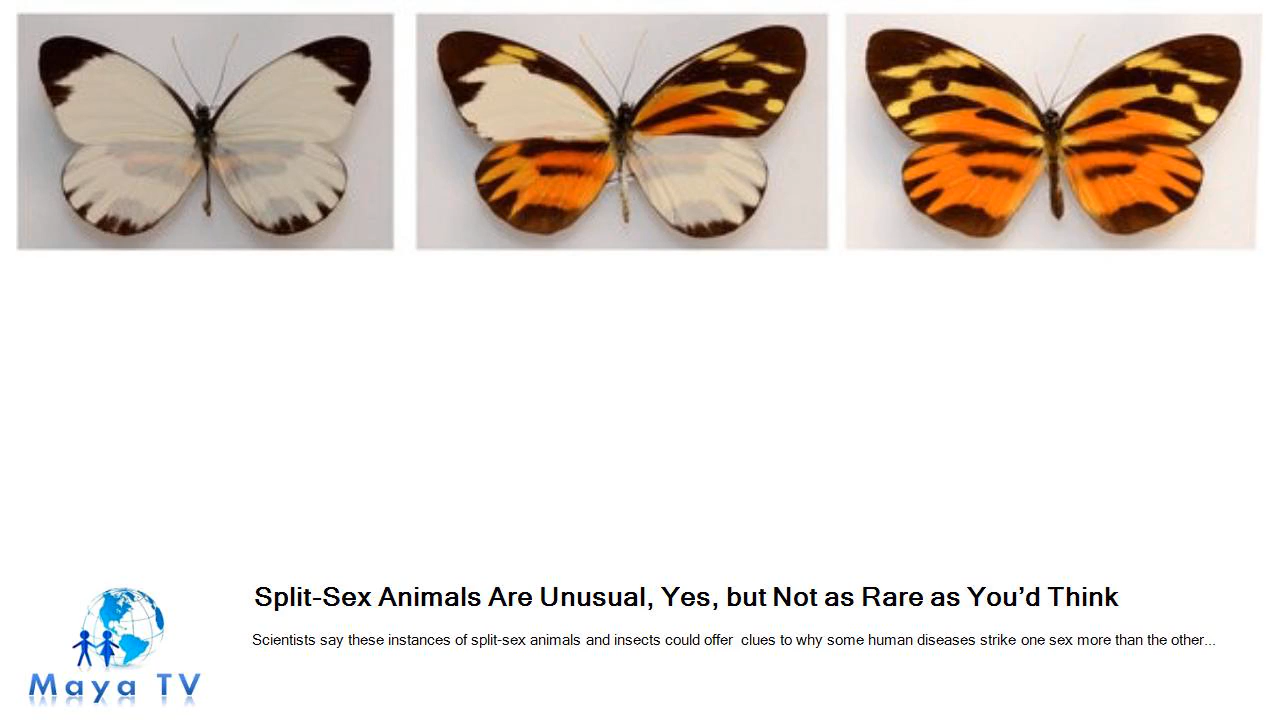 Split-Sex Animals Are Unusual, Yes, but Not as Rare as You’d Think
Scientists say these instances of split-sex animals and insects could offer  clues to why some human diseases strike one sex more than the other...
Maya TV